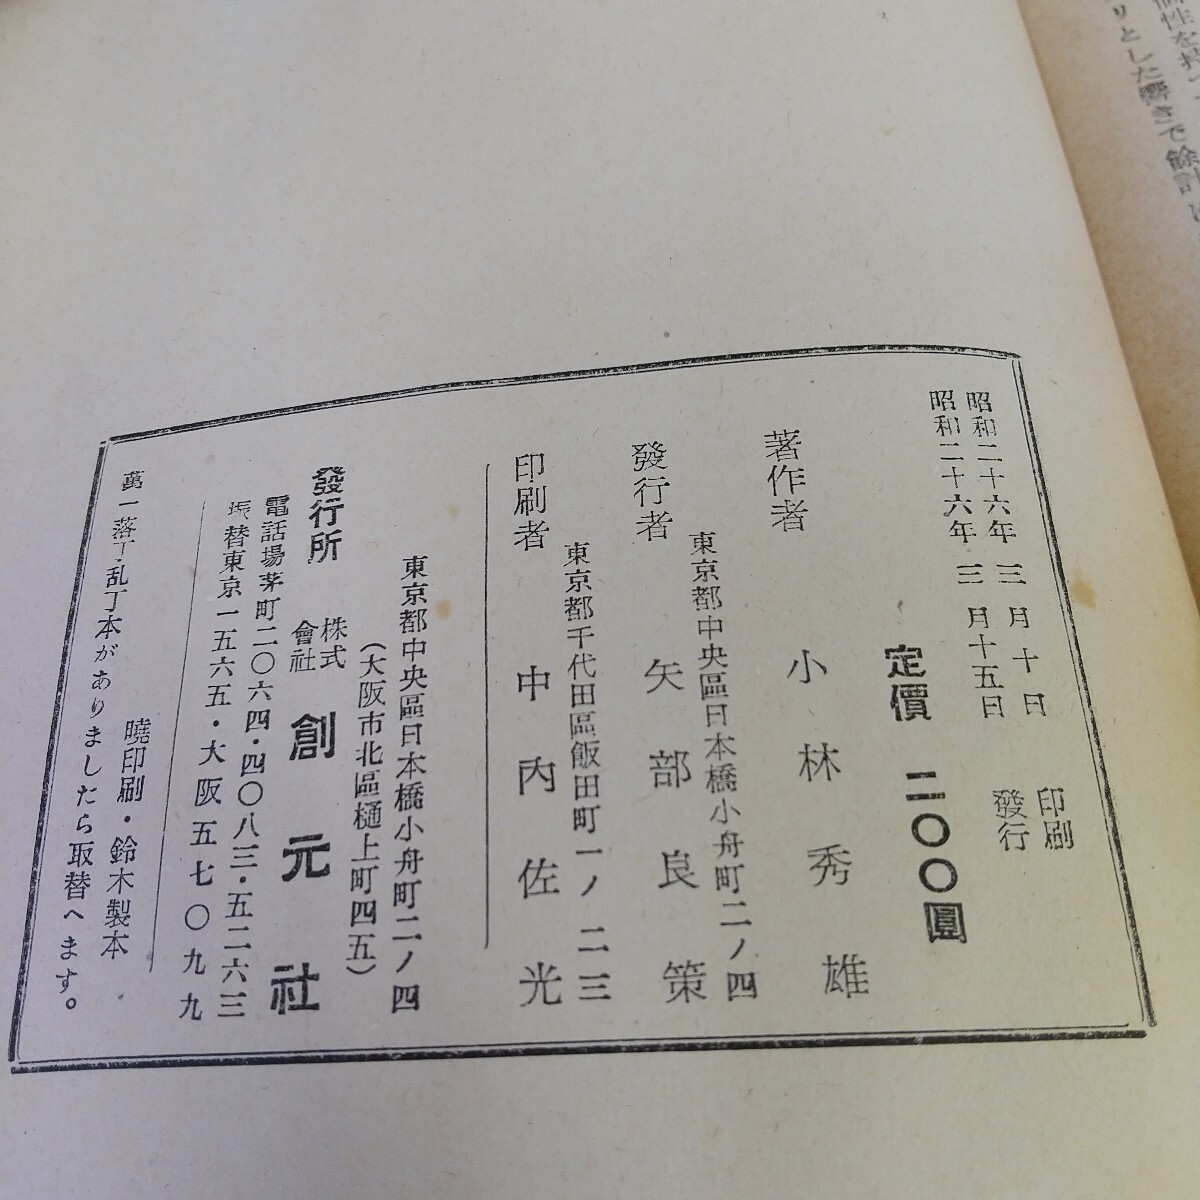 昭和二十六年三月十日 印刷
昭和二十六年三月十五日 發行
定價 二〇〇圓
著作者 小林秀雄
東京都中央區日本橋小舟町二ノ四
發行者 矢部良策
東京都千代田區飯田町一ノ二三
印刷者 中内佐光
東京都中央區日本橋小舟町二ノ四
(大阪市北區樋上町四五)
發行所 株式會社 創元社
電話場茅町二〇六四・四〇八三・五二六三
振替東京一五六五・大阪五七〇九九
曉印刷・鈴木製本
萬一落丁・乱丁本がありましたら取替へます。
リとした響きで餘計